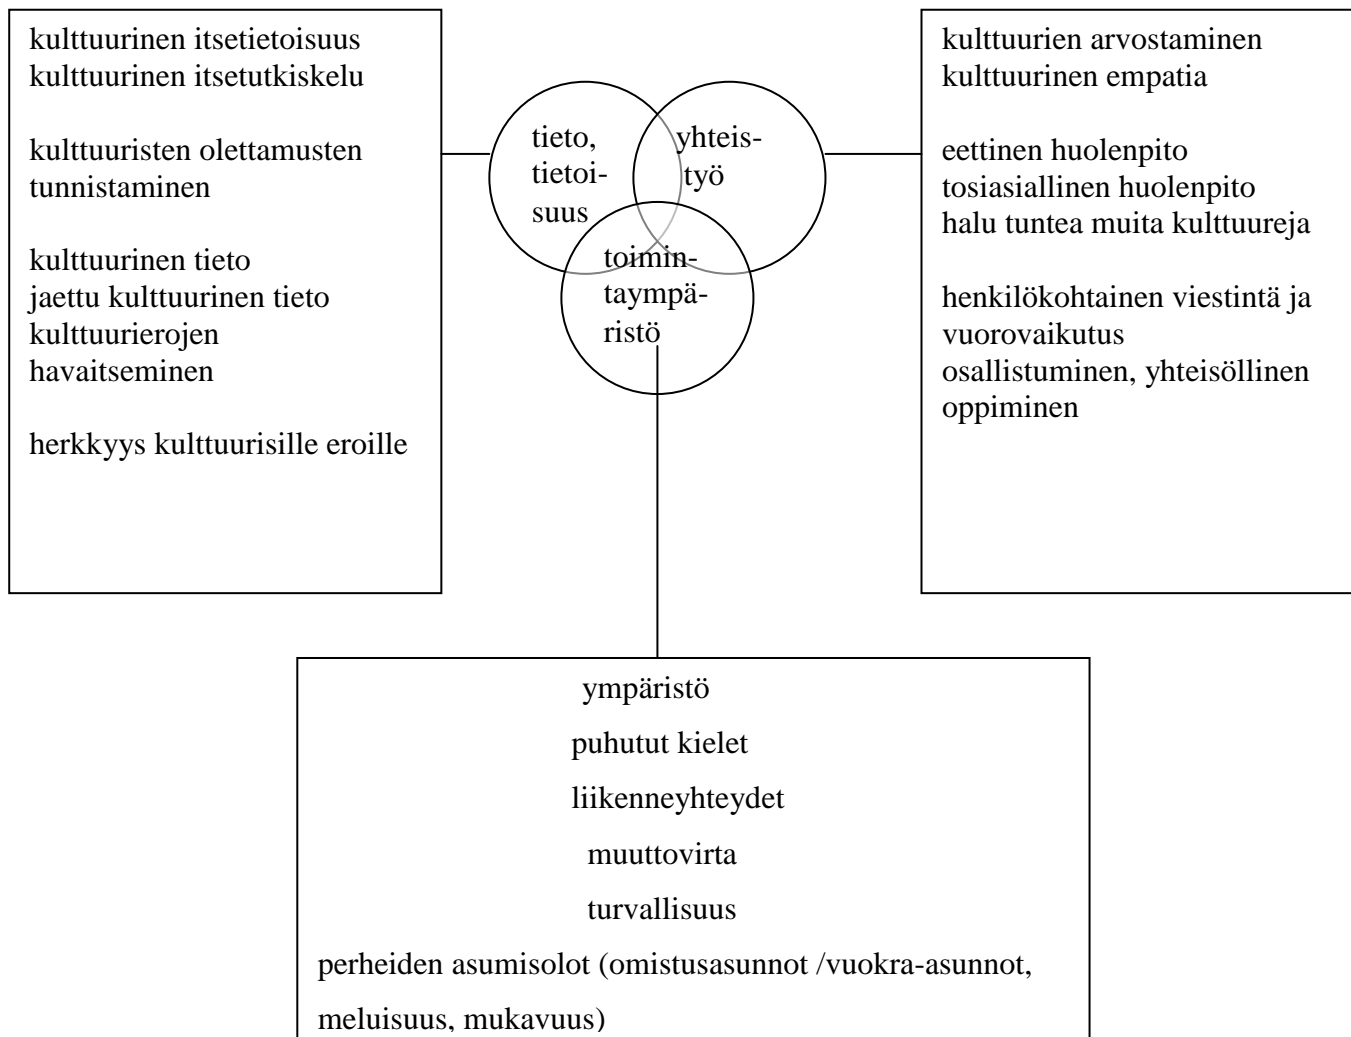 kulttuurinen itsetietoisuus
kulttuurinen itsetutkiskelu
kulttuuristen olettamusten
tunnistaminen
kulttuurinen tieto
jaettu kulttuurinen tieto
kulttuurierojen
havaitseminen
herkkyys kulttuurisille eroille
tieto,
tietoi-
suus
yhteis-
työ
toimin-
taympä-
ristö
kulttuurien arvostaminen
kulttuurinen empatia
eettinen huolenpito
tosiasiallinen huolenpito
halu tuntea muita kulttuureja
henkilökohtainen viestintä ja
vuorovaikutus
osallistuminen, yhteisöllinen
oppiminen
ympäristö
puhutut kielet
liikenneyhteydet
muuttovirta
turvallisuus
perheiden asumisolot (omistusasunnot /vuokra-asunnot,
meluisuus, mukavuus)